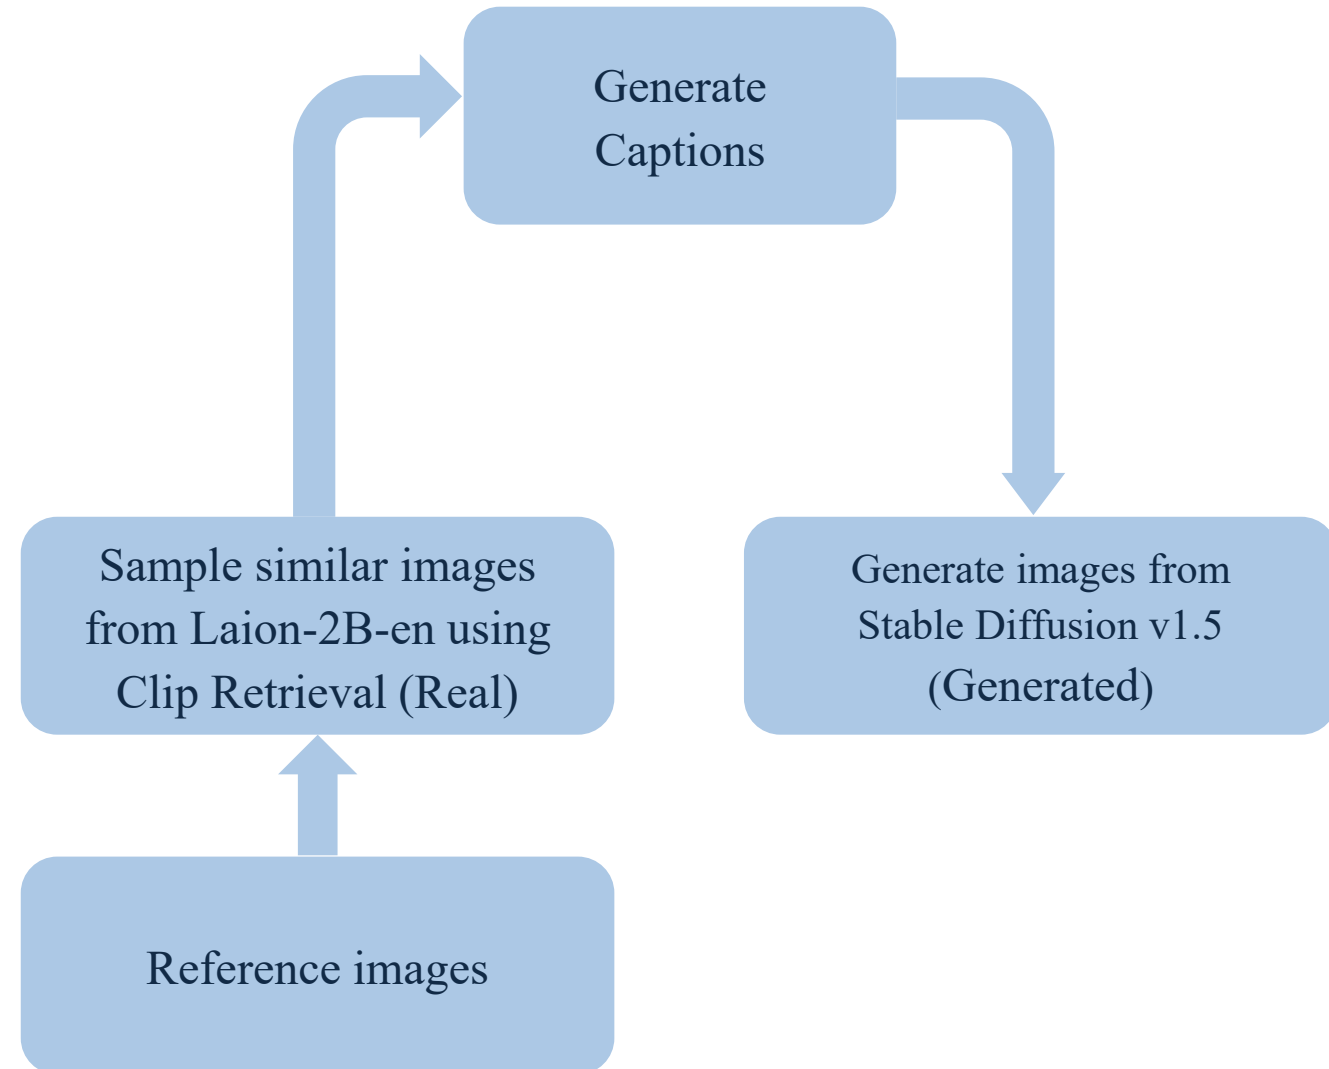 Generate
Captions
Sample similar images
from Laion-2B-en using
Clip Retrieval (Real)
Generate images from
Stable Diffusion v1.5
(Generated)
Reference images